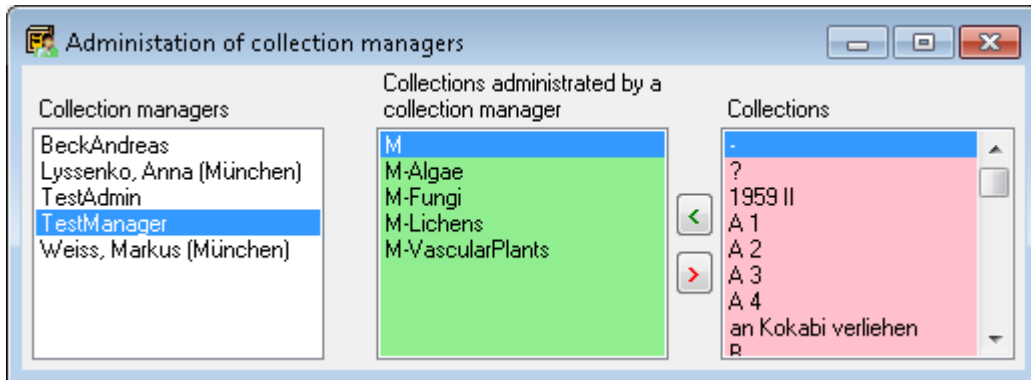 Administation of collection managers
Collection managers
BeckAndreas
Lyssenko, Anna (München)
TestAdmin
TestManager
Weiss, Markus (München)
Collections administrated by a
collection manager
M
M-Algae
M-Fungi
M-Lichens
M-VascularPlants
<
>
Collections
-
?
1959 II
A 1
A 2
A 3
A 4
an Kokabi verliehen